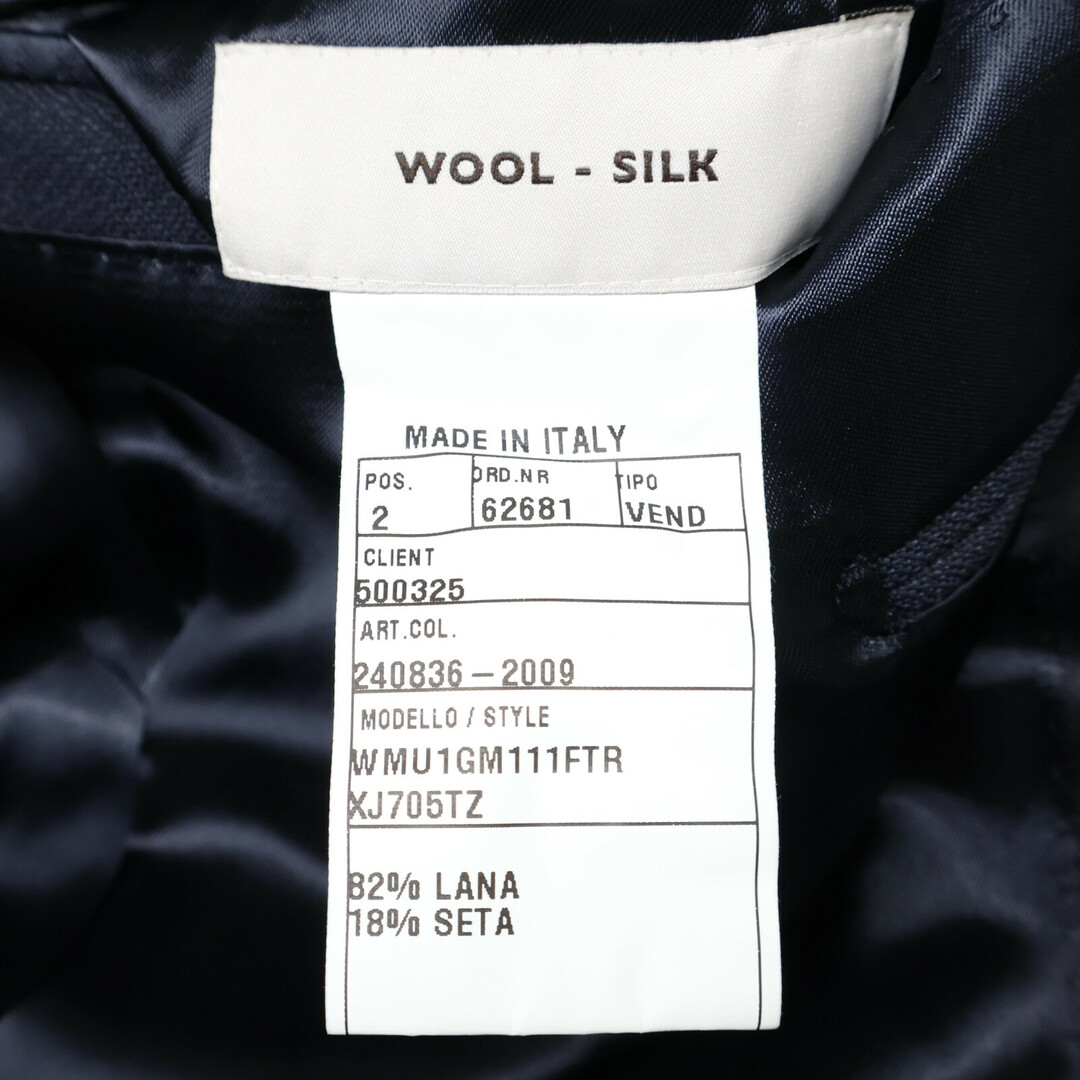 WOOL - SILK
MADE IN ITALY
POS. ORD.NR TIPO
2 62681 VEND
CLIENT
500325
ART.COL.
240836-2009
MODELLO / STYLE
WMU1GM111FTR
XJ705TZ
82% LANA
18% SETA